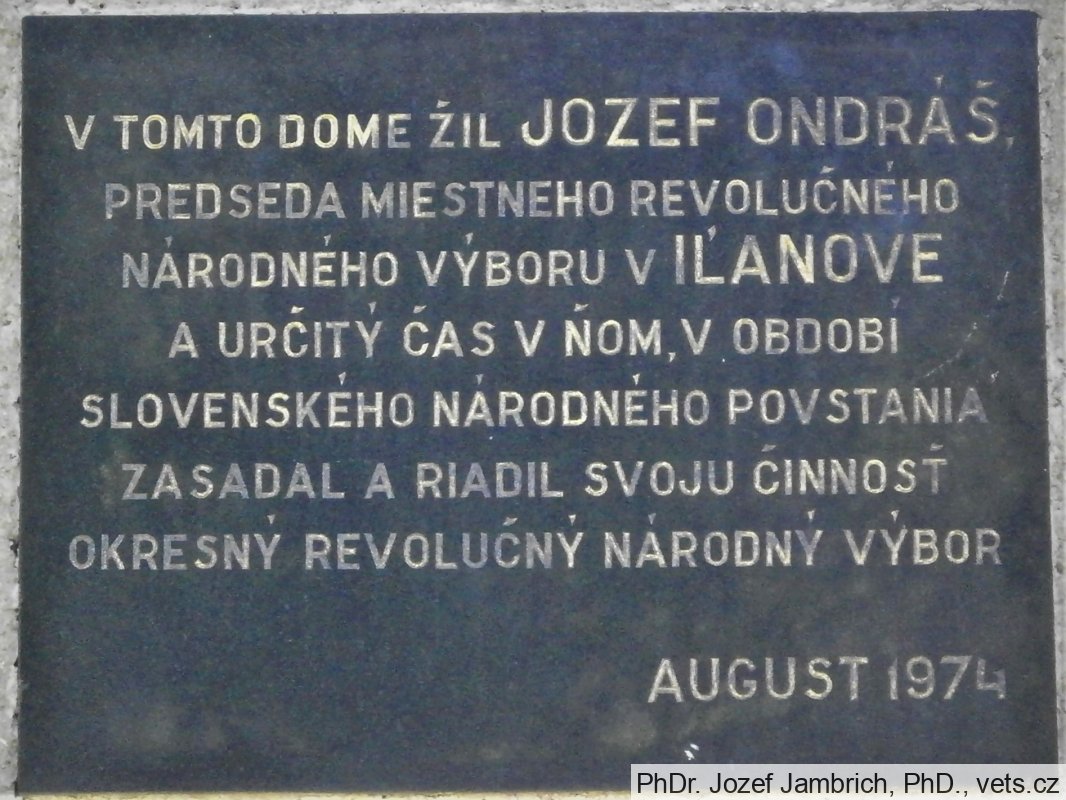 V TOMTO DOME ŽIL JOZEF ONDRÁŠ,
PREDSEDA MIESTNEHO REVOLUČNÉHO
NÁRODNÉHO VÝBORU V IĽANOVE
A URČITÝ ČAS V ŇOM, V OBDOBÍ
SLOVENSKÉHO NÁRODNÉHO POVSTANIA
ZASADAL A RIADIL SVOJU ČINNOSŤ
OKRESNÝ REVOLUČNÝ NÁRODNÝ VÝBOR
AUGUST 1974
PhDr. Jozef Jambrich, PhD., vets.cz